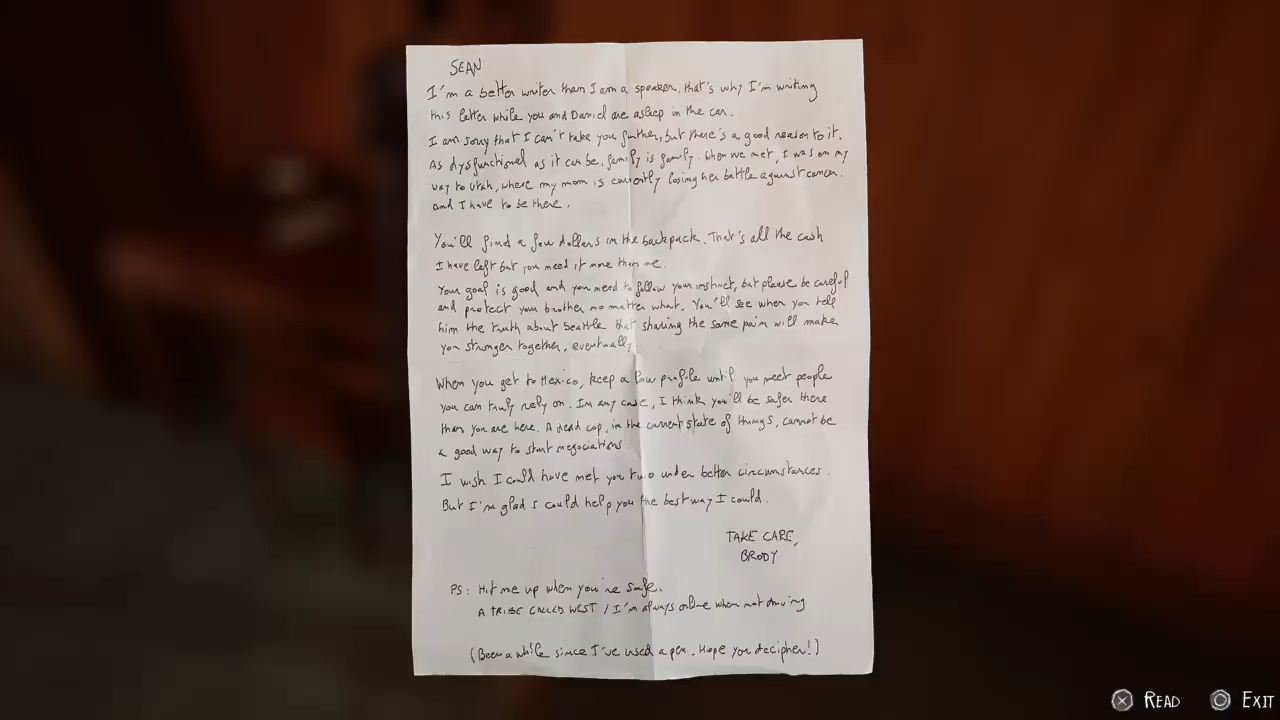 SEAN
I'm a better writer than I am a speaker, that's why I'm writing
this letter while you and Daniel are asleep in the car.
I am sorry that I can't take you further, but there's a good reason to it.
As dysfunctional as it can be, family is family. When we met, I was on my
way to Utah, where my mom is currently losing her battle against cancer.
and I have to be there.
You'll find a few dollars in the backpack. That's all the cash
I have left but you need it more than me.
Your goal is good and you need to follow your instinct, but please be careful
and protect your brother no matter what. You'll see when you tell
him the truth about Seattle that sharing the same pain will make
you stronger together, eventually.
When you get to Mexico, keep a low profile until you meet people
you can truly rely on. In any case, I think you'll be safer there
than you are here. A dead cop, in the current state of things, cannot be
a good way to start negociations.
I wish I could have met you two under better circumstances.
But I'm glad I could help you the best way I could.
TAKE CARE,
BRODY
PS: Hit me up when you're safe.
A TRIBE CALLED WEST / I'm always online when not driving
(Been a while since I've used a pen. Hope you decipher!)
READ EXIT